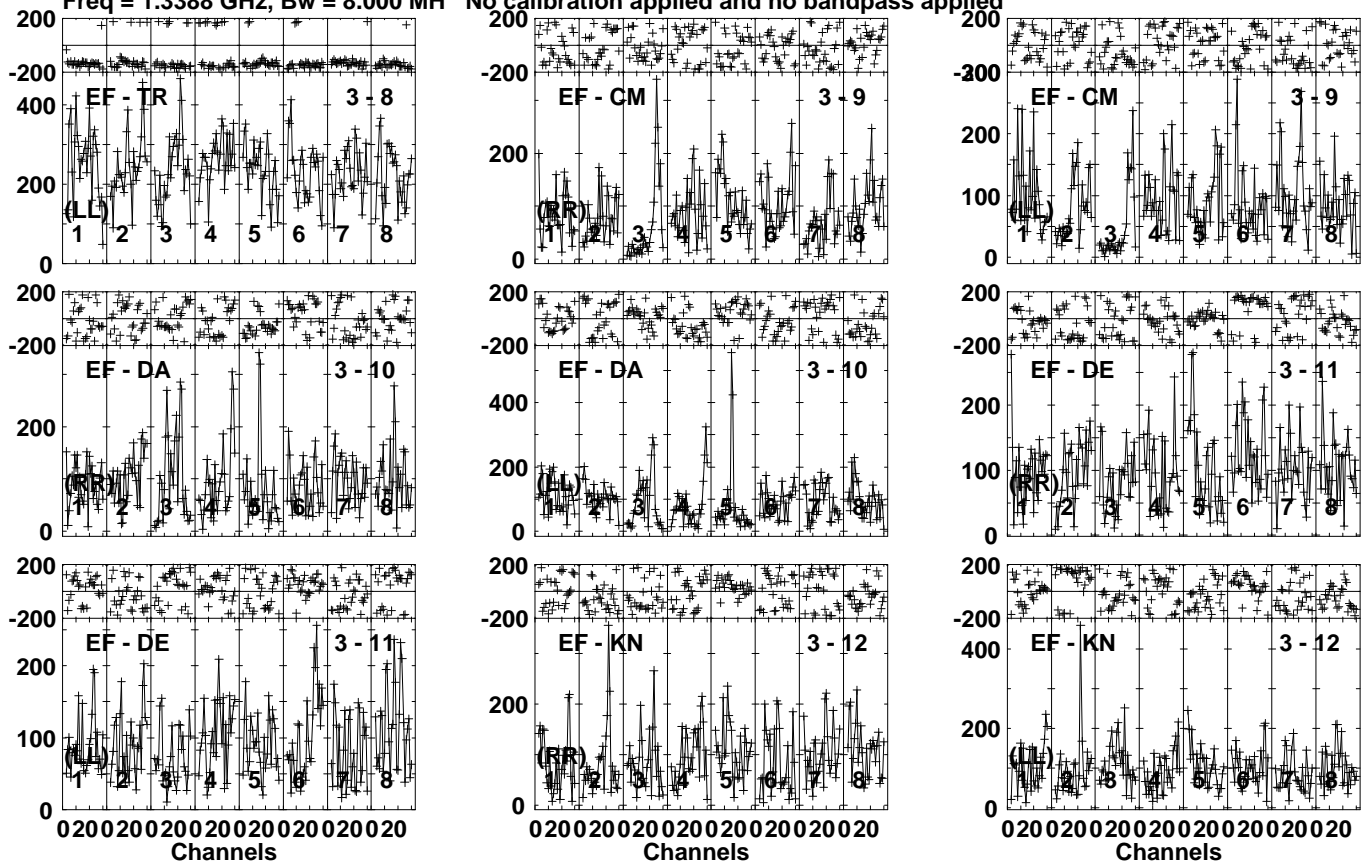 Freq = 1.3388 GHz, Bw = 8.000 MH No calibration applied and no bandpass applied
200 200 200
-200 -200 -200
EF - TR 3 - 8 EF - CM 3 - 9 EF - CM 3 - 9
400 300
200 200 200
100
(LL) (RR) (LL)
1 2 3 4 5 6 7 8 1 2 3 4 5 6 7 8 1 2 3 4 5 6 7 8
0 0 0
200 200 200
-200 -200 -200
EF - DA 3 - 10 EF - DA 3 - 10 EF - DE 3 - 11
400
200 200 200
100
(RR) (LL) (RR)
1 2 3 4 5 6 7 8 1 2 3 4 5 6 7 8 1 2 3 4 5 6 7 8
0 0 0
200 200 200
-200 -200 -200
EF - DE 3 - 11 EF - KN 3 - 12 EF - KN 3 - 12
400
200 200 200
100
(LL) (RR) (LL)
1 2 3 4 5 6 7 8 1 2 3 4 5 6 7 8 1 2 3 4 5 6 7 8
0 0 0
0 20 0 20 0 20 0 20 0 20 0 20 0 20 0 20 0 20 0 20 0 20 0 20 0 20 0 20 0 20 0 20 0 20 0 20 0 20 0 20 0 20 0 20 0 20 0 20
Channels Channels Channels